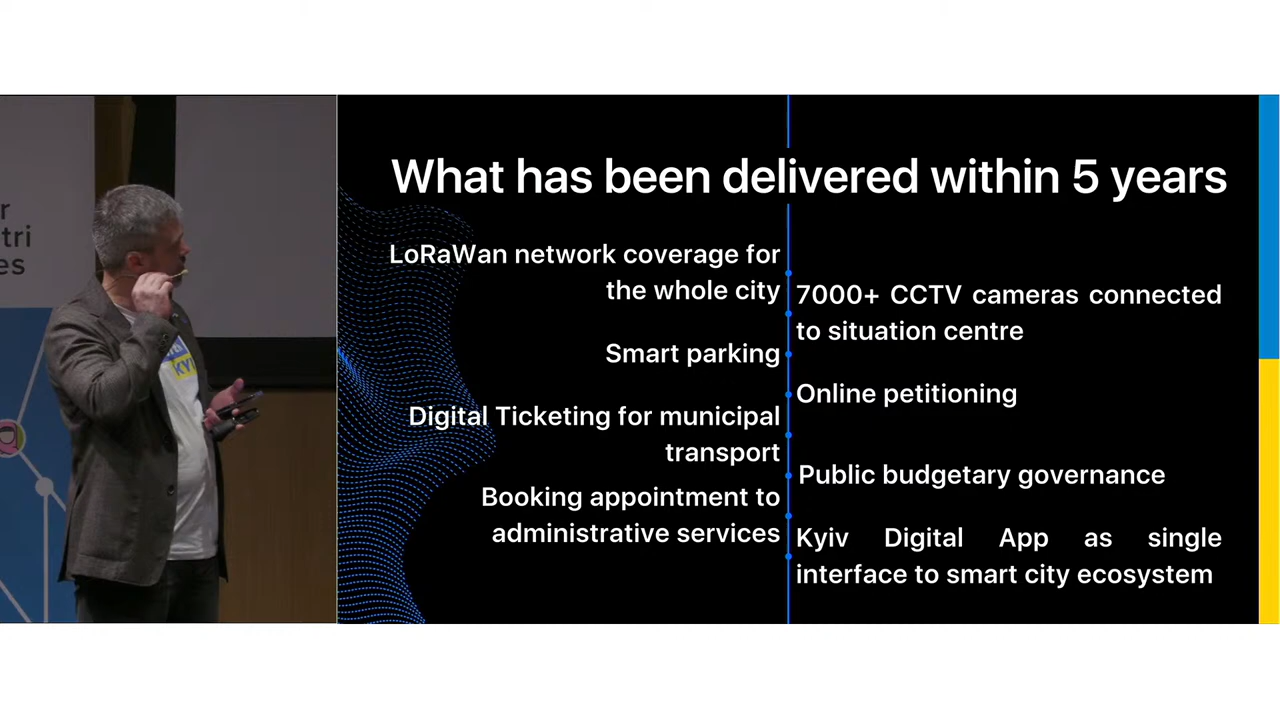 What has been delivered within 5 years
LoRaWan network coverage for
the whole city
7000+ CCTV cameras connected
to situation centre
Smart parking
Online petitioning
Digital Ticketing for municipal
transport
Public budgetary governance
Booking appointment to
administrative services
Kyiv Digital App as single
interface to smart city ecosystem
r
tri
es